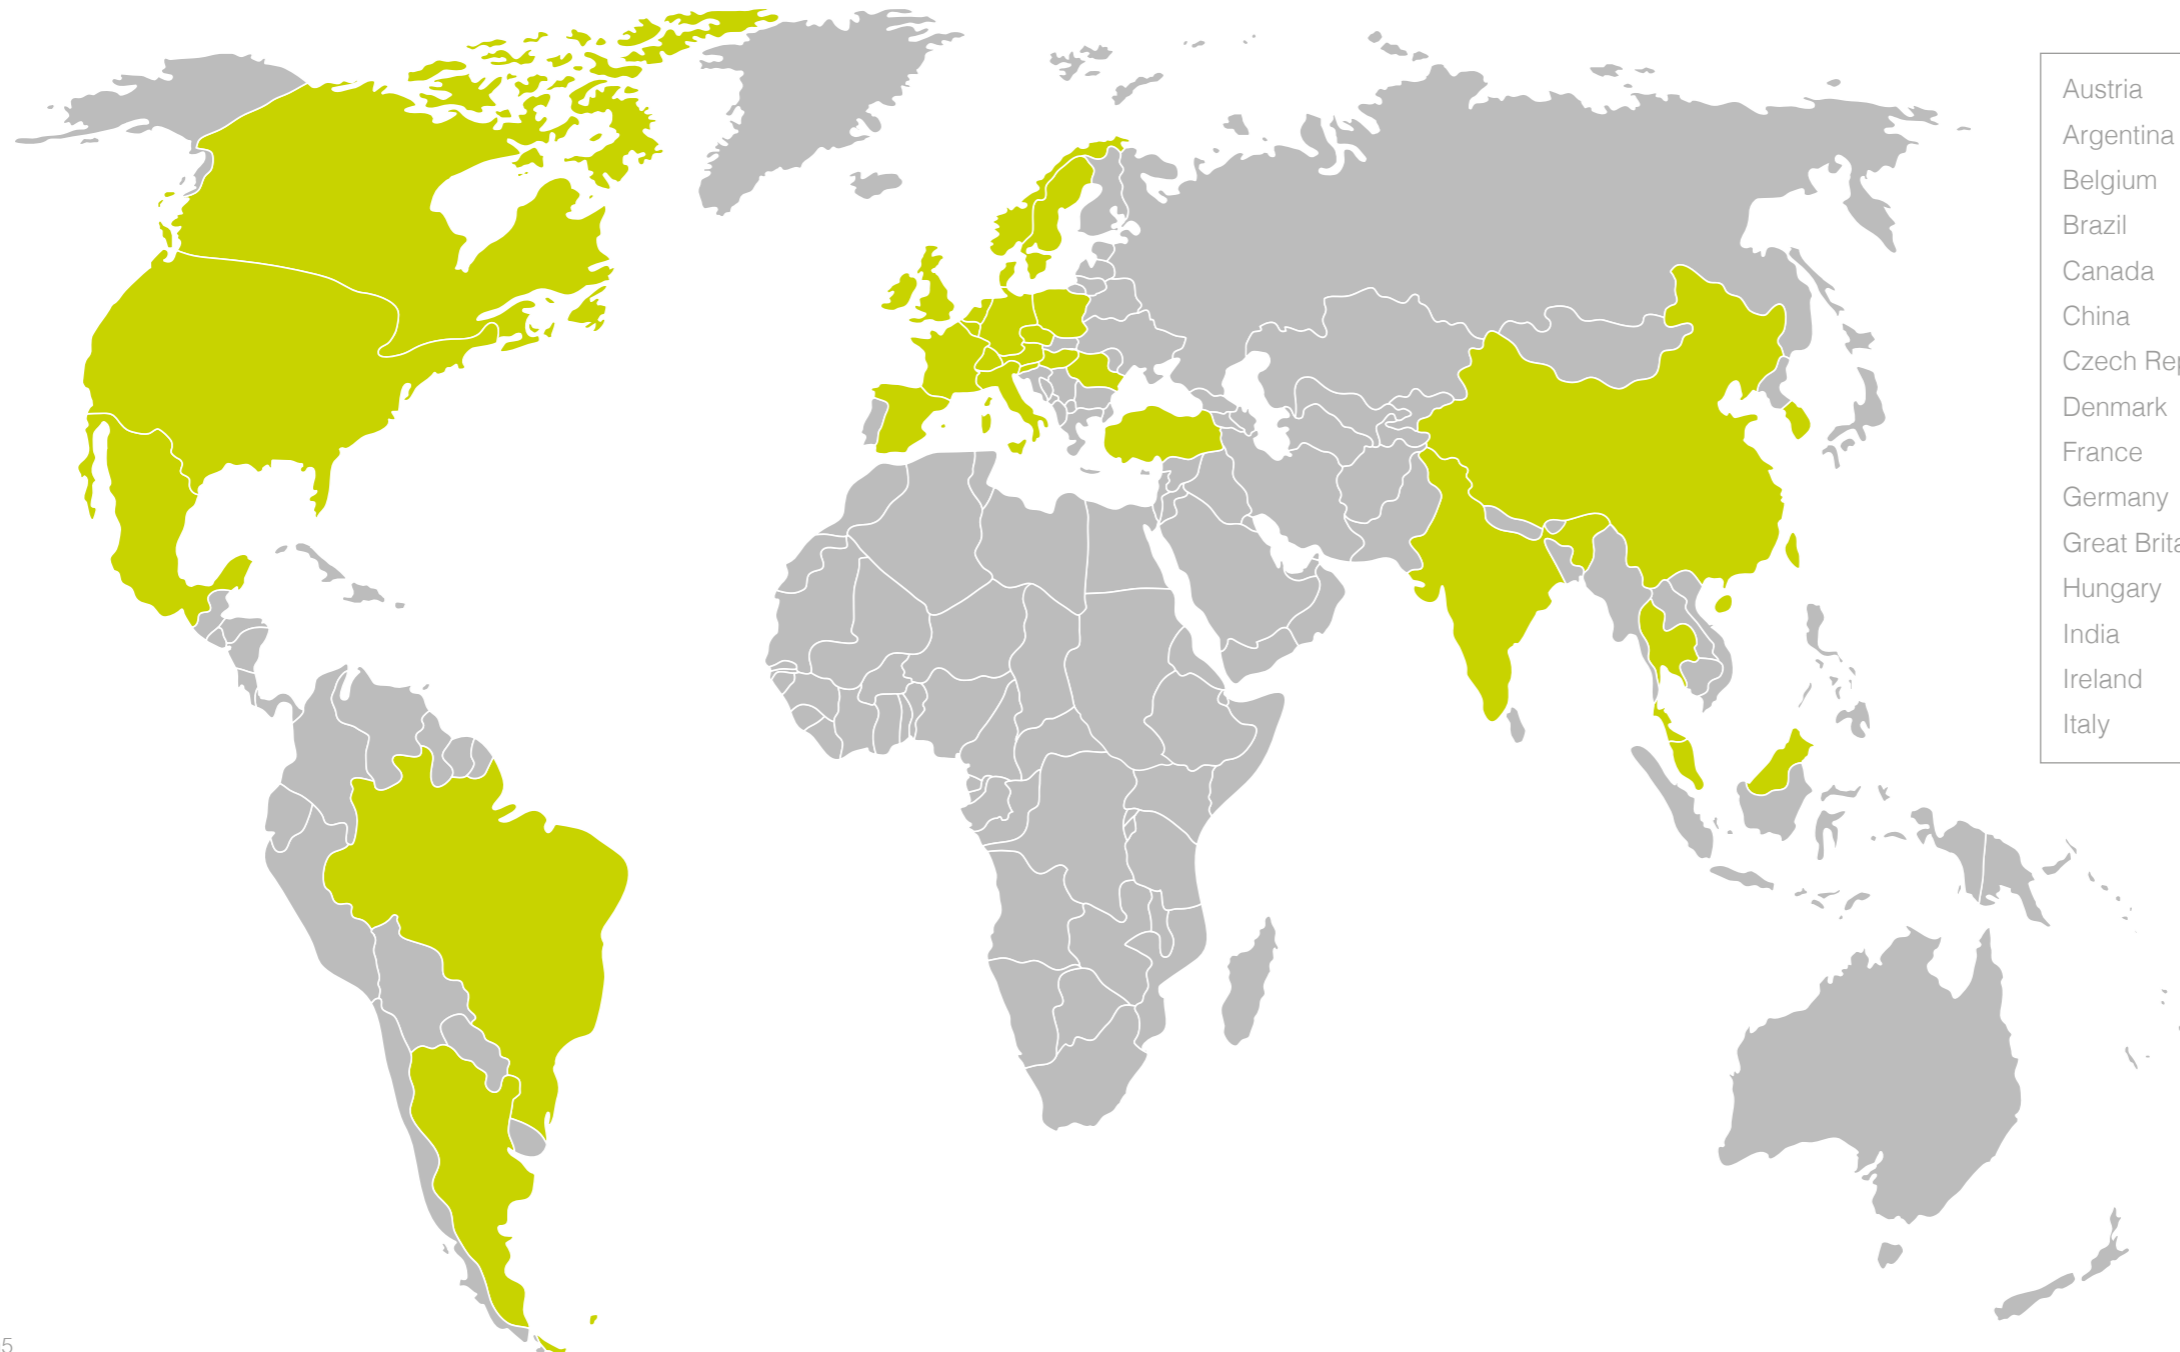 Austria
Argentina
Belgium
Brazil
Canada
China
Czech Rep
Denmark
France
Germany
Great Brita
Hungary
India
Ireland
Italy
5